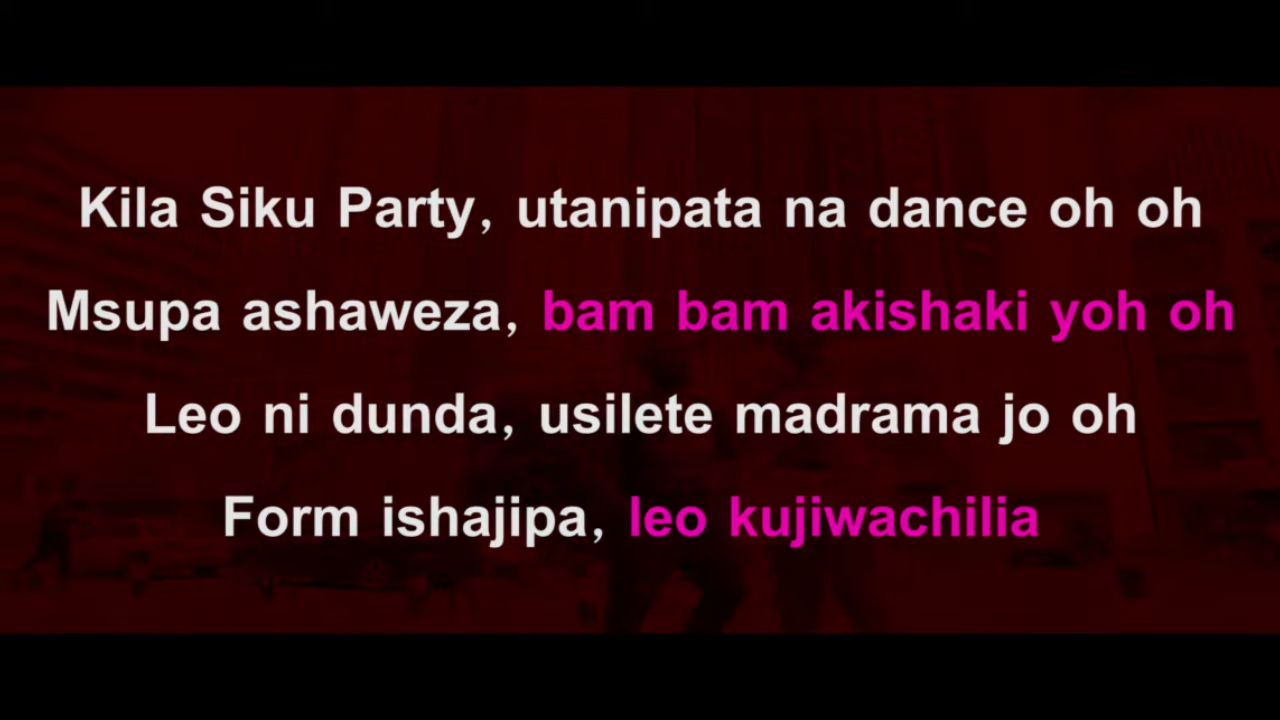 Kila Siku Party, utanipata na dance oh oh
Msupa ashaweza, bam bam akishaki yoh oh
Leo ni dunda, usilete madrama jo oh
Form ishajipa, leo kujiwachilia